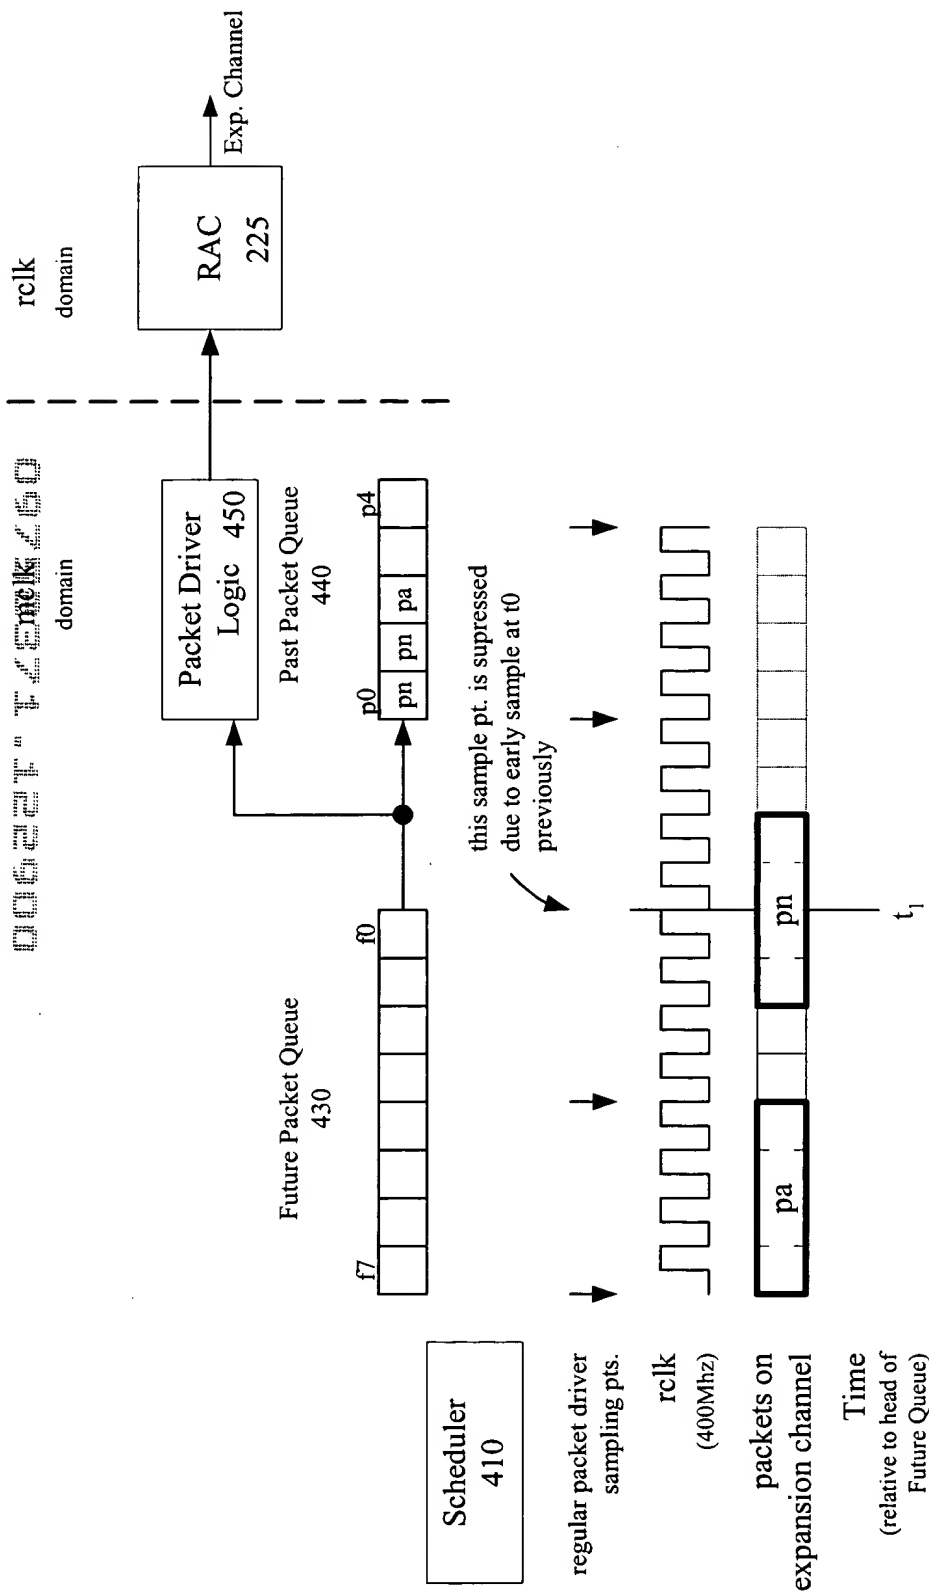 mclk
domain
rclk
domain
Packet Driver
Logic 450
RAC
225
Exp. Channel
Future Packet Queue
430
Past Packet Queue
440
f7
f0
p0
p4
pn
pn
pa
Scheduler
410
this sample pt. is supressed
due to early sample at t0
previously
regular packet driver
sampling pts.
rclk
(400Mhz)
packets on
expansion channel
pa
pn
Time
(relative to head of
Future Queue)
t1